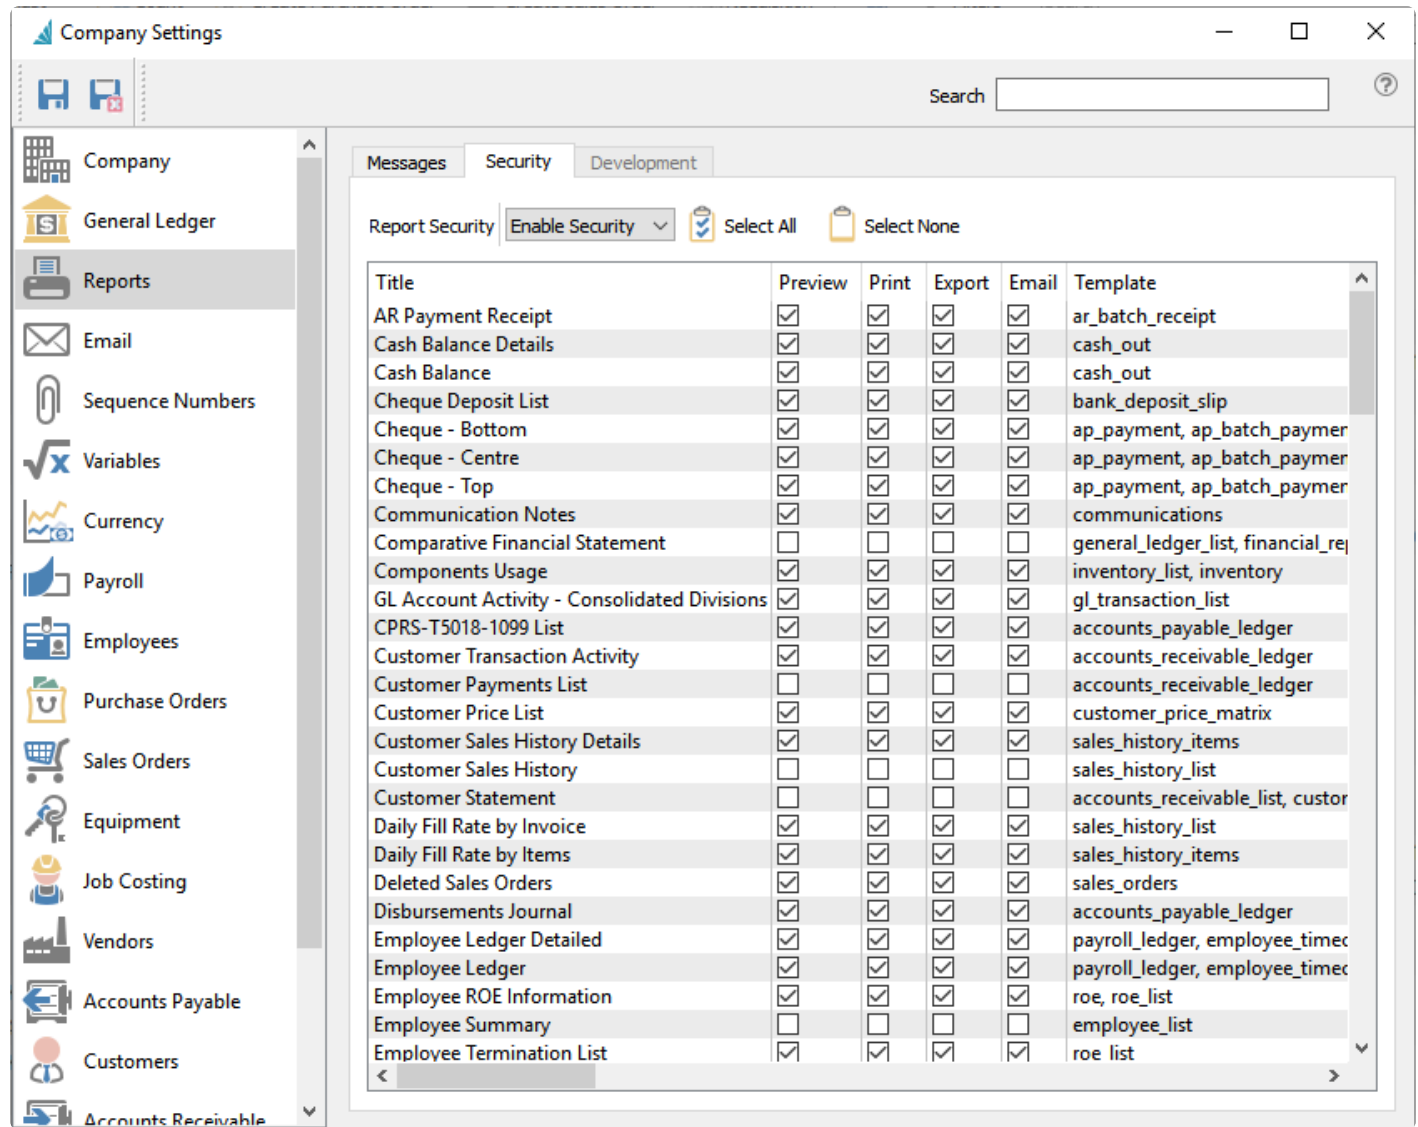 Company Settings
Search
Company
General Ledger
Reports
Email
Sequence Numbers
Variables
Currency
Payroll
Employees
Purchase Orders
Sales Orders
Equipment
Job Costing
Vendors
Accounts Payable
Customers
Accounts Receivable
Messages Security Development
Report Security Enable Security Select All Select None
Title Preview Print Export Email Template
AR Payment Receipt ar_batch_receipt
Cash Balance Details cash_out
Cash Balance cash_out
Cheque Deposit List bank_deposit_slip
Cheque - Bottom ap_payment, ap_batch_paymer
Cheque - Centre ap_payment, ap_batch_paymer
Cheque - Top ap_payment, ap_batch_paymer
Communication Notes communications
Comparative Financial Statement general_ledger_list, financial_rep
Components Usage inventory_list, inventory
GL Account Activity - Consolidated Divisions gl_transaction_list
CPRS-T5018-1099 List accounts_payable_ledger
Customer Transaction Activity accounts_receivable_ledger
Customer Payments List accounts_receivable_ledger
Customer Price List customer_price_matrix
Customer Sales History Details sales_history_items
Customer Sales History sales_history_list
Customer Statement accounts_receivable_list, custor
Daily Fill Rate by Invoice sales_history_list
Daily Fill Rate by Items sales_history_items
Deleted Sales Orders sales_orders
Disbursements Journal accounts_payable_ledger
Employee Ledger Detailed payroll_ledger, employee_timec
Employee Ledger payroll_ledger, employee_timec
Employee ROE Information roe, roe_list
Employee Summary employee_list
Employee Termination List roe list